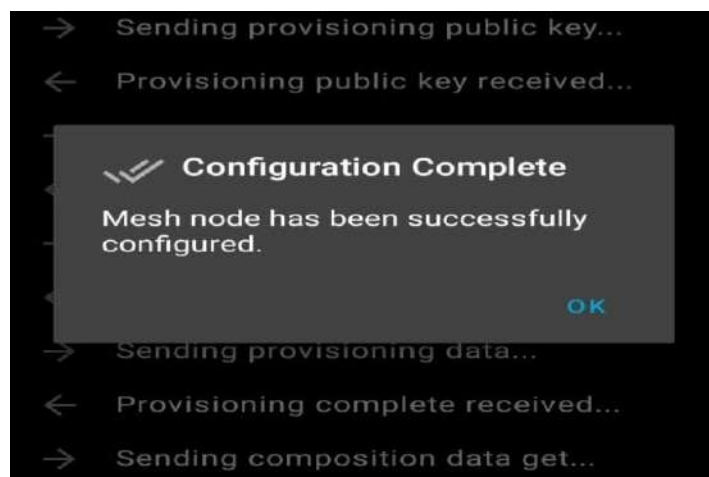 Sending provisioning public key...
Provisioning public key received...
Configuration Complete
Mesh node has been successfully
configured.
OK
Sending provisioning data...
Provisioning complete received...
Sending composition data get...